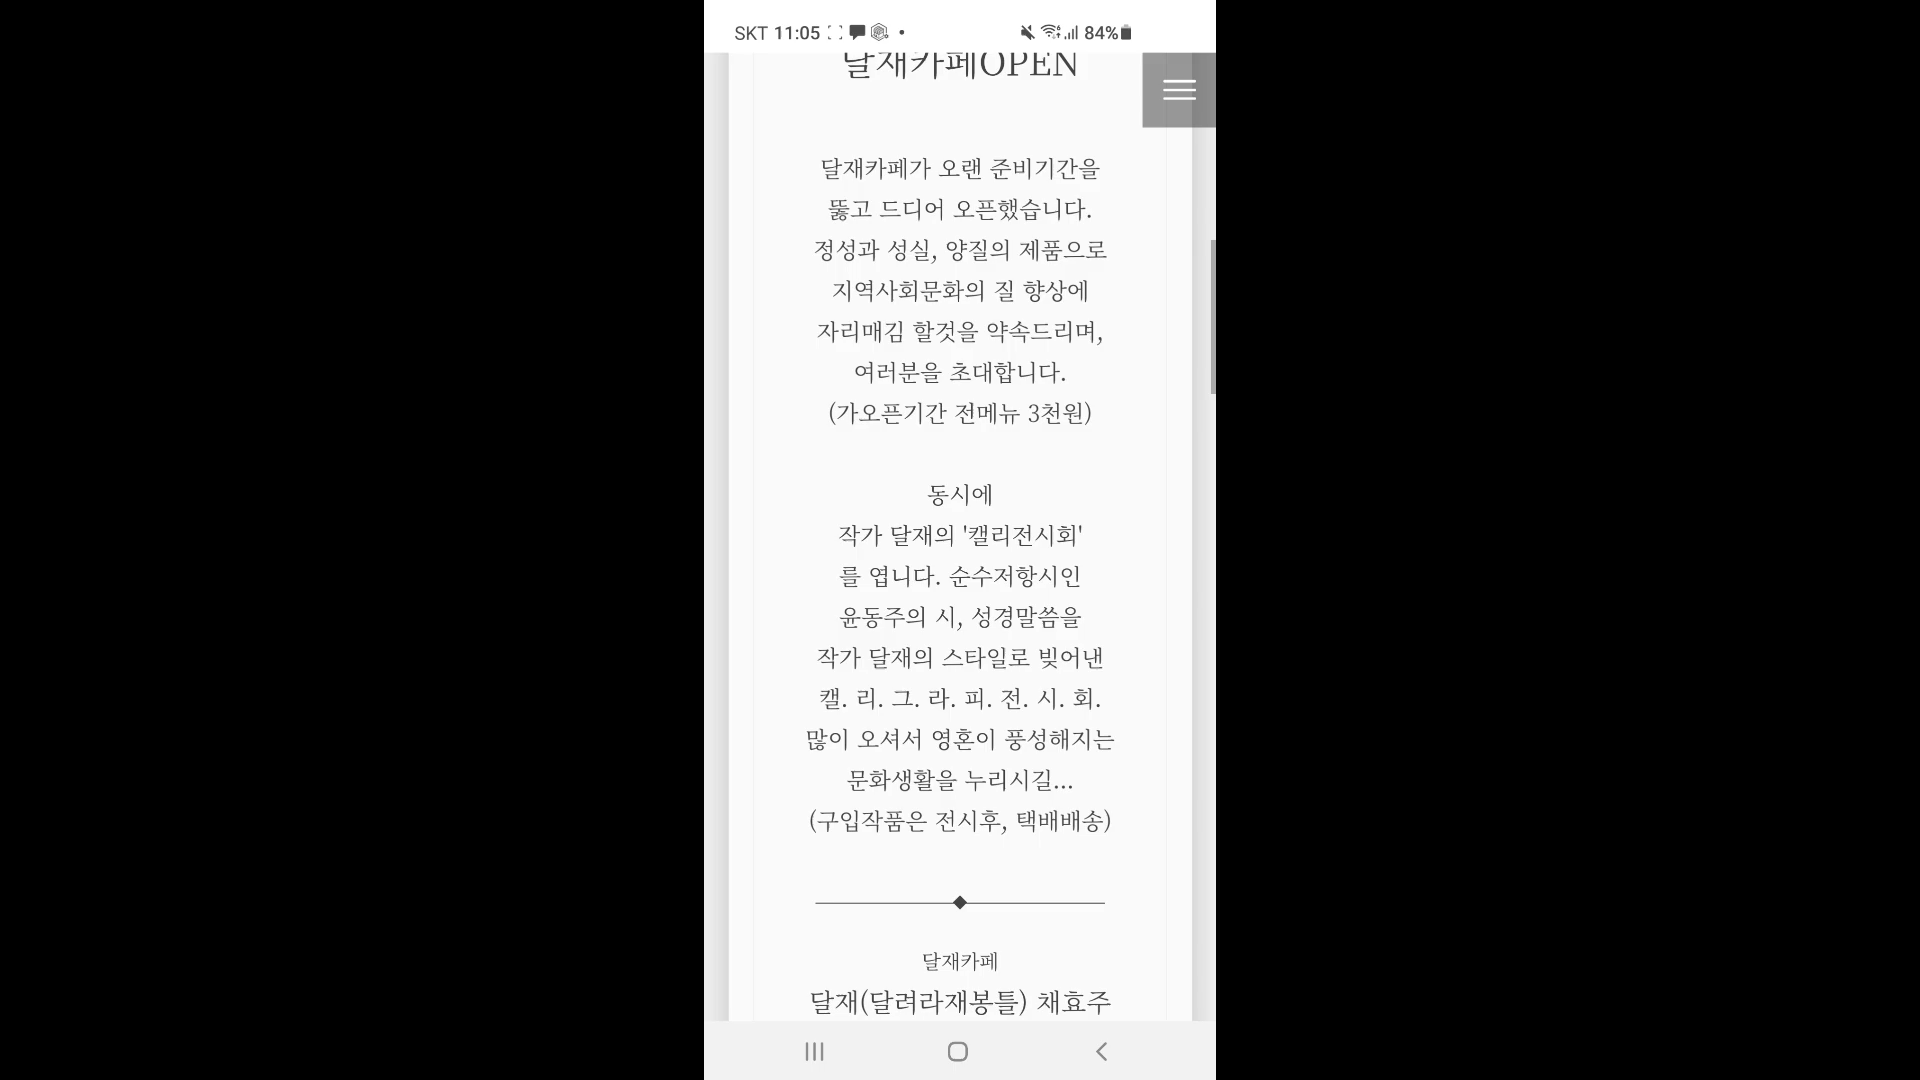 SKT 11:05
84%
달재카페OPEN
달재카페가 오랜 준비기간을
뚫고 드디어 오픈했습니다.
정성과 성실, 양질의 제품으로
지역사회문화의 질 향상에
자리매김 할것을 약속드리며,
여러분을 초대합니다.
(가오픈기간 전메뉴 3천원)
동시에
작가 달재의 '캘리전시회'
를 엽니다. 순수저항시인
윤동주의 시, 성경말씀을
작가 달재의 스타일로 빚어낸
캘. 리. 그. 라. 피. 전. 시. 회.
많이 오셔서 영혼이 풍성해지는
문화생활을 누리시길...
(구입작품은 전시후, 택배배송)
달재카페
달재(달려라재봉틀) 채효주